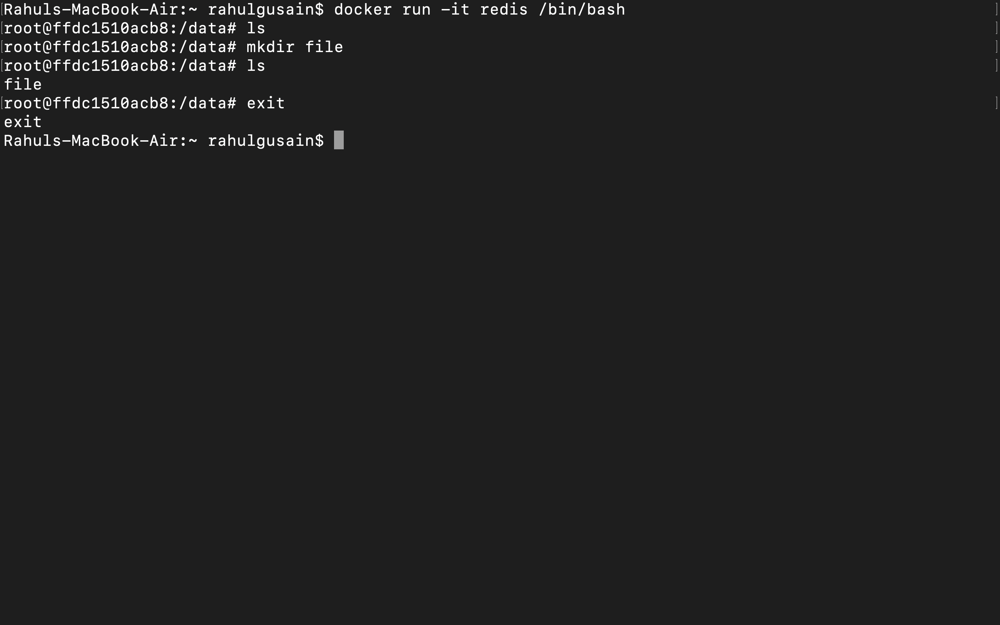 [Rahuls-MacBook-Air:~ rahulgusain$ docker run -it redis /bin/bash ]
[root@ffdc1510acb8:/data# ls ]
[root@ffdc1510acb8:/data# mkdir file ]
[root@ffdc1510acb8:/data# ls ]
file
[root@ffdc1510acb8:/data# exit ]
exit
Rahuls-MacBook-Air:~ rahulgusain$